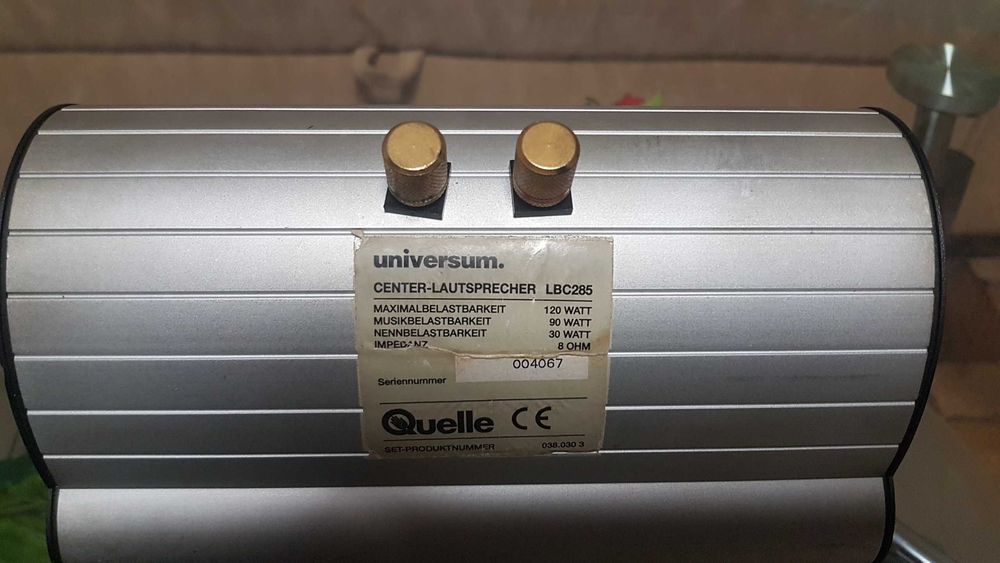 universum.
CENTER-LAUTSPRECHER LBC285
MAXIMALBELASTBARKEIT 120 WATT
MUSIKBELASTBARKEIT 90 WATT
NENNBELASTBARKEIT 30 WATT
IMPEDANZ 8 OHM
004067
Seriennummer
Quelle CE
SET-PRODUKTNUMMER 038.030 3